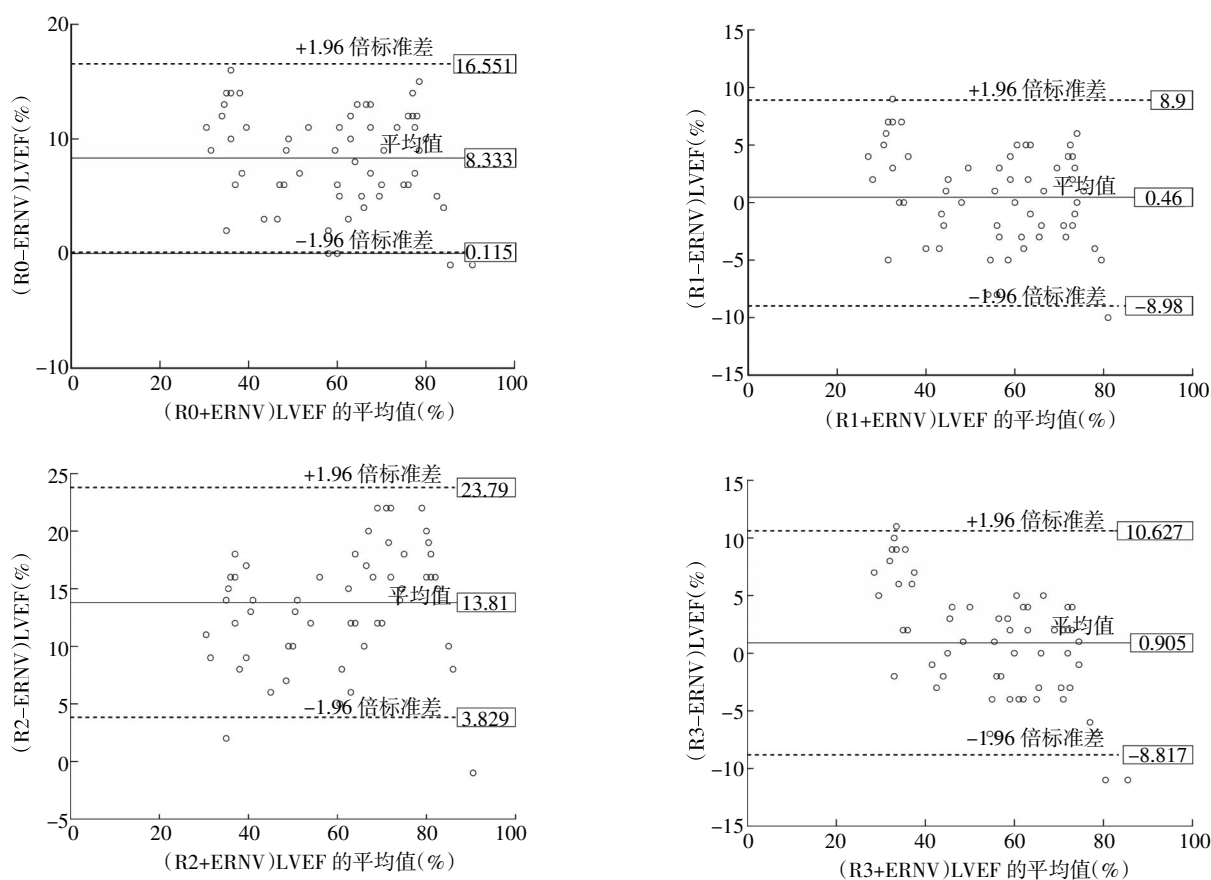 20
+1.96 倍标准差
16.551
10
平均值
8.333
−1.96 倍标准差
0.115
0
−10
(R0−ERNV)LVEF(%)
0 20 40 60 80 100
(R0+ERNV)LVEF 的平均值(%)
15
10
+1.96 倍标准差
8.9
5
平均值
0.46
0
−5
−1.96 倍标准差
−8.98
−10
−15
(R1−ERNV)LVEF(%)
0 20 40 60 80 100
(R1+ERNV)LVEF 的平均值(%)
25
+1.96 倍标准差
23.79
20
15
平均值
13.81
10
5
−1.96 倍标准差
3.829
0
−5
(R2−ERNV)LVEF(%)
0 20 40 60 80 100
(R2+ERNV)LVEF 的平均值(%)
15
+1.96 倍标准差
10.627
10
5
平均值
0.905
0
−5
−1.96 倍标准差
−8.817
−10
−15
(R3−ERNV)LVEF(%)
0 20 40 60 80 100
(R3+ERNV)LVEF 的平均值(%)